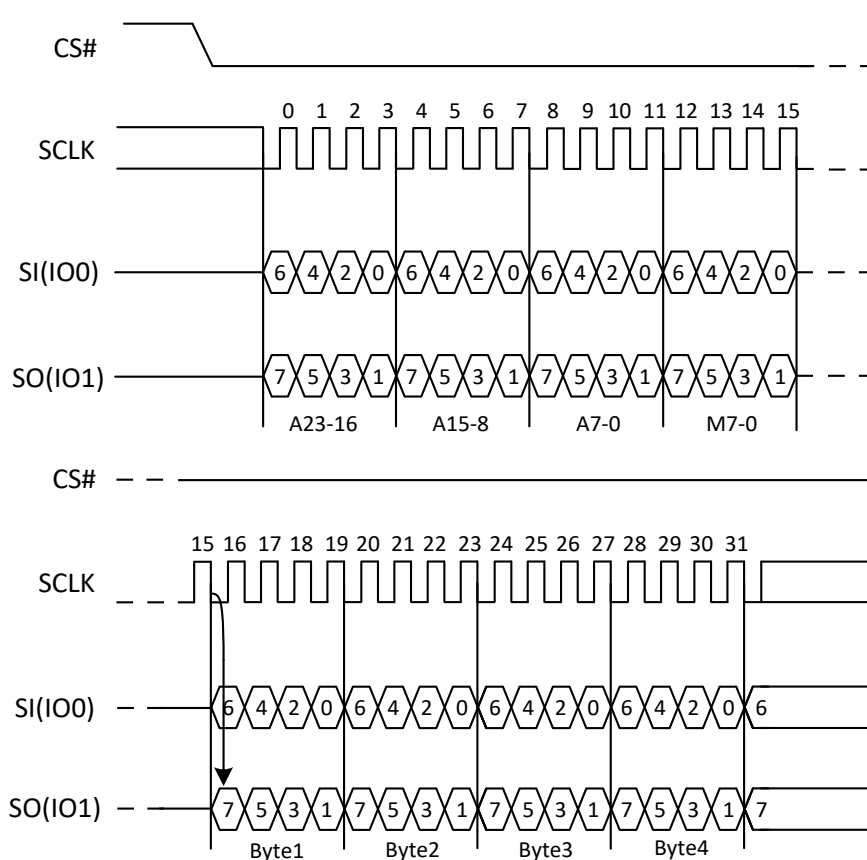 CS#
0 1 2 3 4 5 6 7 8 9 10 11 12 13 14 15
SCLK
SI(IO0) 6 4 2 0 6 4 2 0 6 4 2 0 6 4 2 0
SO(IO1) 7 5 3 1 7 5 3 1 7 5 3 1 7 5 3 1
A23-16 A15-8 A7-0 M7-0
CS#
15 16 17 18 19 20 21 22 23 24 25 26 27 28 29 30 31
SCLK
SI(IO0) 6 4 2 0 6 4 2 0 6 4 2 0 6 4 2 0 6
SO(IO1) 7 5 3 1 7 5 3 1 7 5 3 1 7 5 3 1 7
Byte1 Byte2 Byte3 Byte4